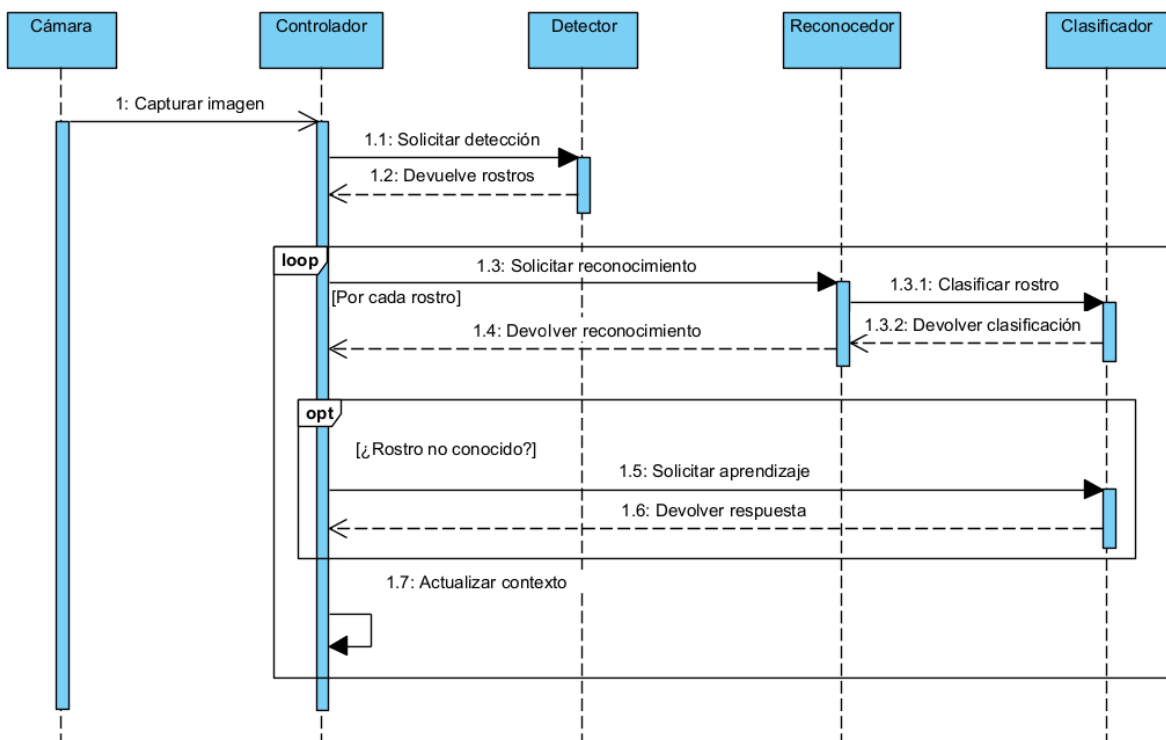 Cámara
Controlador
Detector
Reconocedor
Clasificador
1: Capturar imagen
1.1: Solicitar detección
1.2: Devuelve rostros
loop
1.3: Solicitar reconocimiento
[Por cada rostro]
1.3.1: Clasificar rostro
1.3.2: Devolver clasificación
1.4: Devolver reconocimiento
opt
[¿Rostro no conocido?]
1.5: Solicitar aprendizaje
1.6: Devolver respuesta
1.7: Actualizar contexto